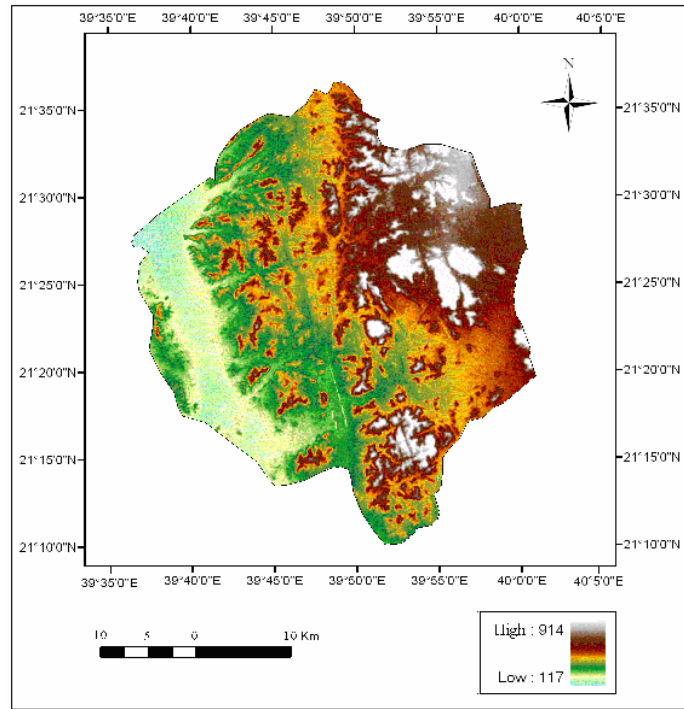 39°35'0"E 39°40'0"E 39°45'0"E 39°50'0"E 39°55'0"E 40°0'0"E 40°5'0"E
N
21°35'0"N 21°35'0"N
21°30'0"N 21°30'0"N
21°25'0"N 21°25'0"N
21°20'0"N 21°20'0"N
21°15'0"N 21°15'0"N
21°10'0"N 21°10'0"N
39°35'0"E 39°40'0"E 39°45'0"E 39°50'0"E 39°55'0"E 40°0'0"E 40°5'0"E
10 5 0 10 Km
High : 914
Low : 117